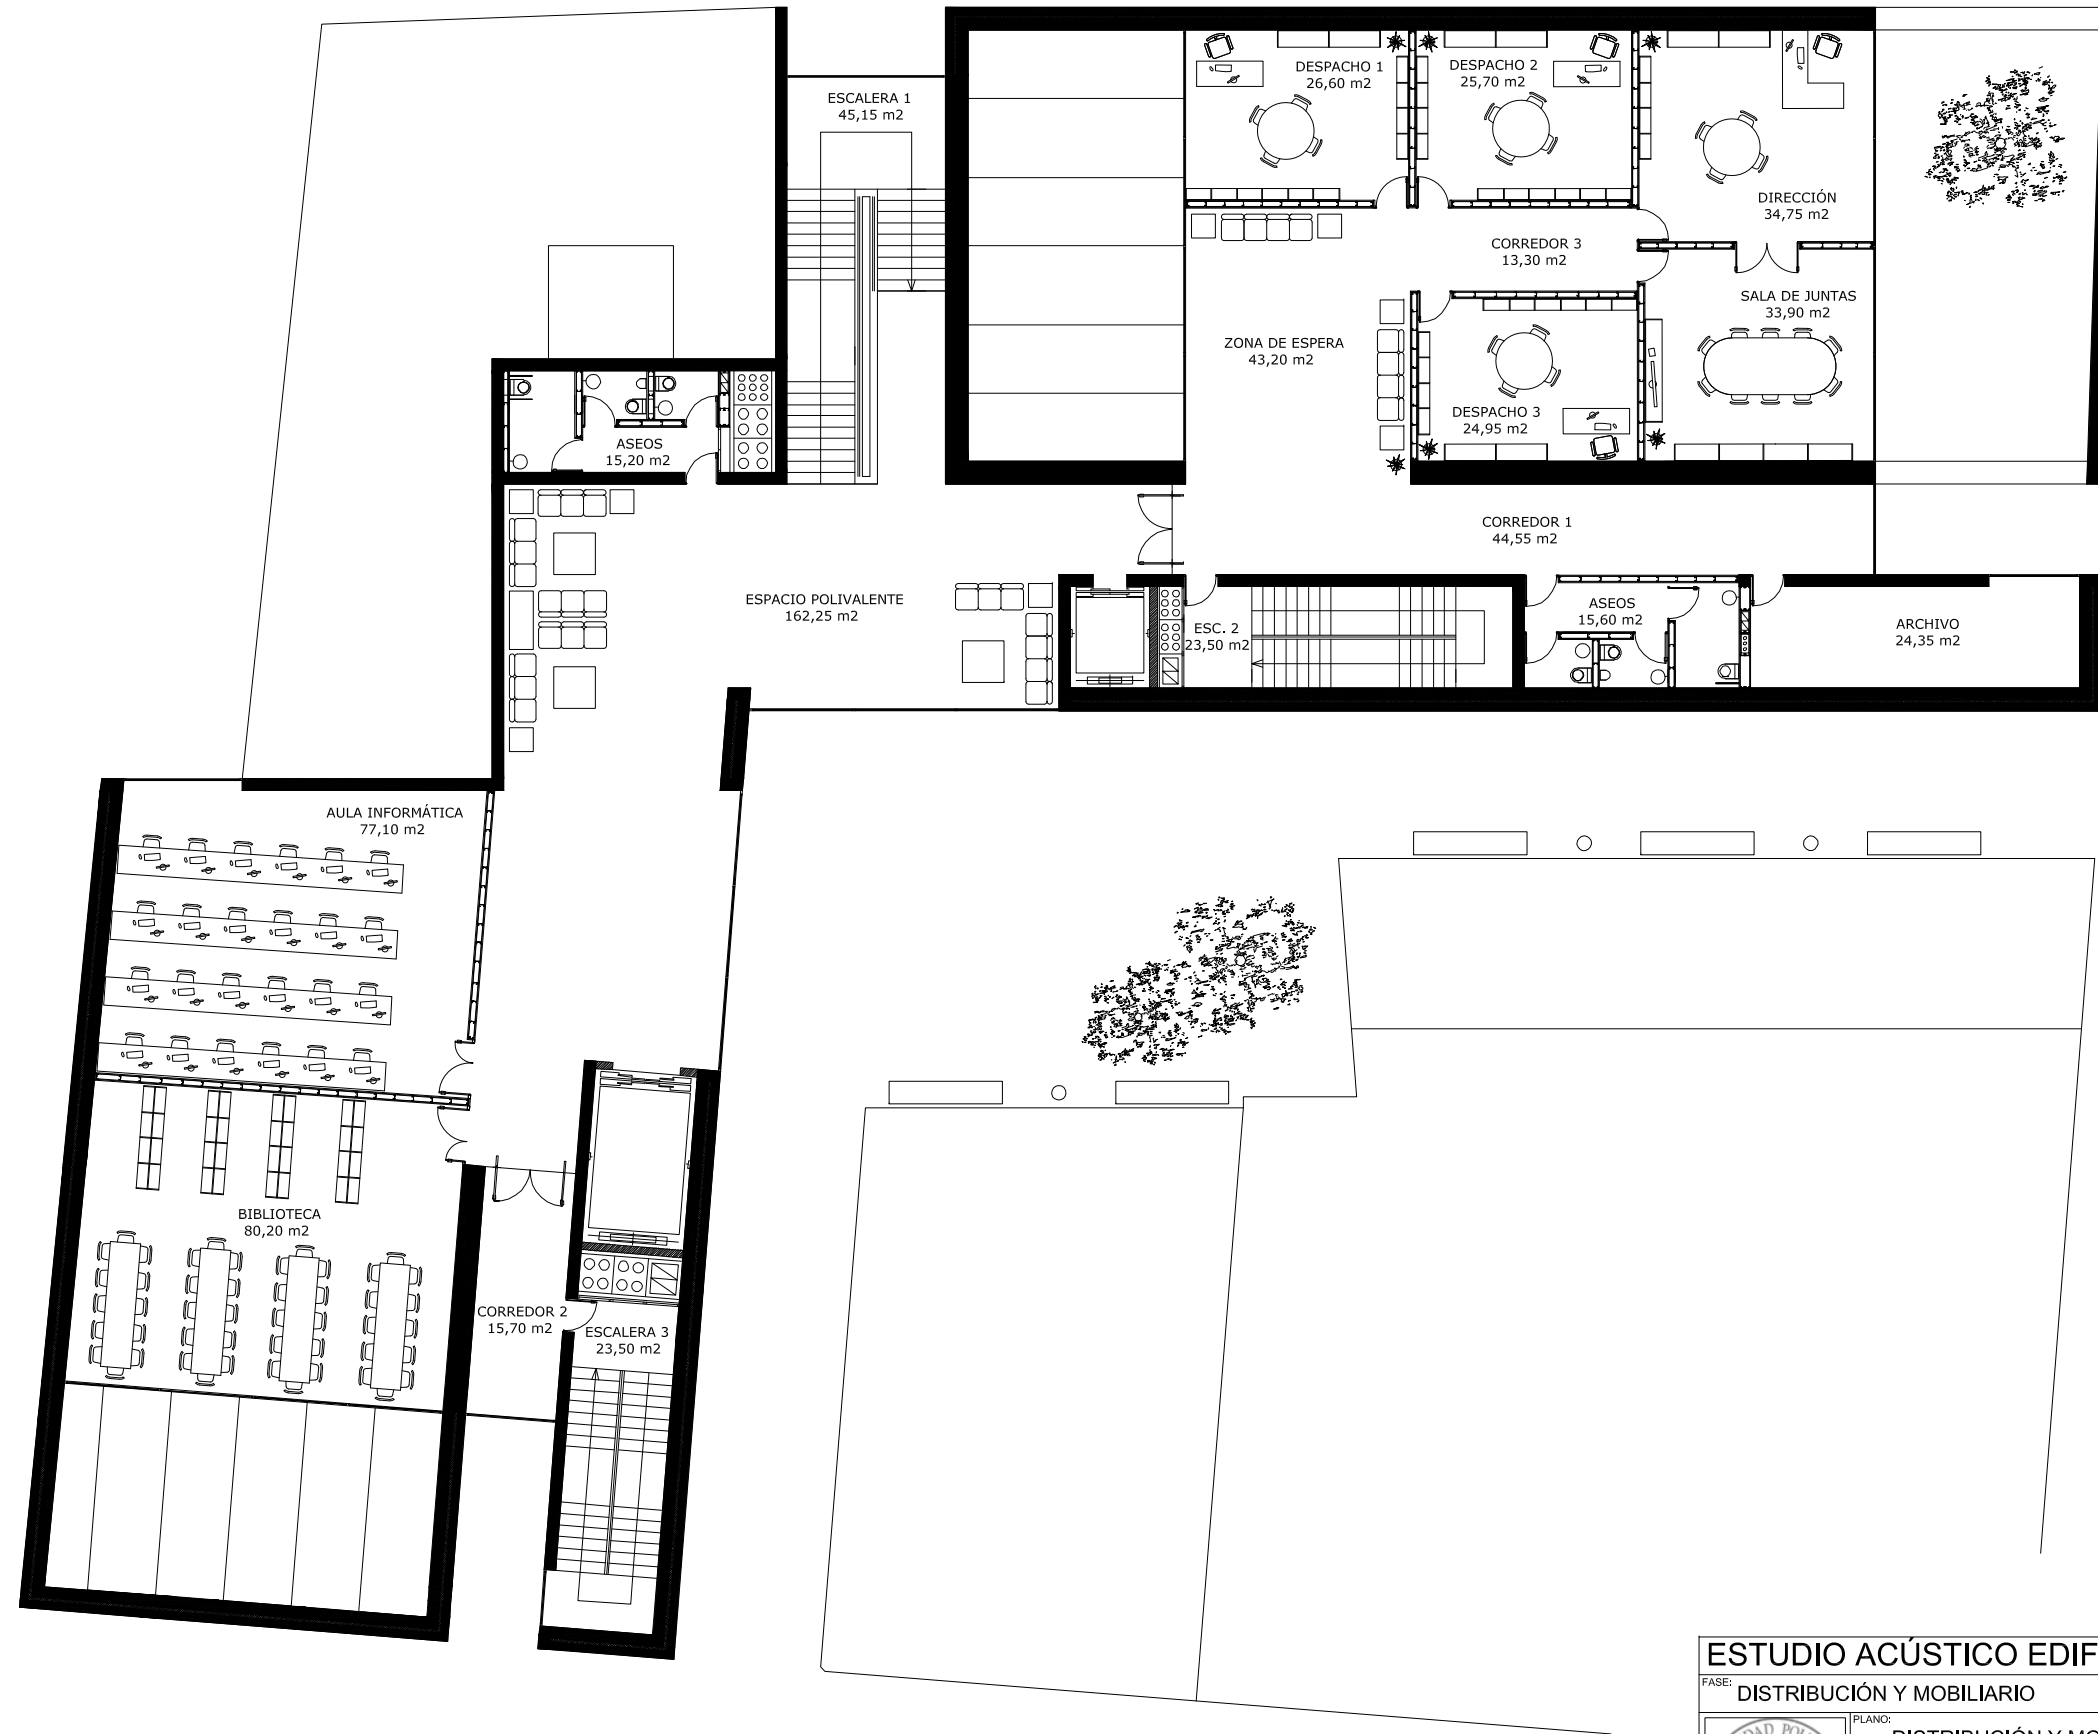 DESPACHO 1
26,60 m2
DESPACHO 2
25,70 m2
ESCALERA 1
45,15 m2
DIRECCIÓN
34,75 m2
CORREDOR 3
13,30 m2
SALA DE JUNTAS
33,90 m2
ZONA DE ESPERA
43,20 m2
DESPACHO 3
24,95 m2
ASEOS
15,20 m2
CORREDOR 1
44,55 m2
ESPACIO POLIVALENTE
162,25 m2
ASEOS
15,60 m2
ESC. 2
23,50 m2
ARCHIVO
24,35 m2
AULA INFORMÁTICA
77,10 m2
BIBLIOTECA
80,20 m2
CORREDOR 2
15,70 m2
ESCALERA 3
23,50 m2
ESTUDIO ACÚSTICO EDIF
FASE: DISTRIBUCIÓN Y MOBILIARIO
PLANO:
DISTRIBUCIÓN Y MO